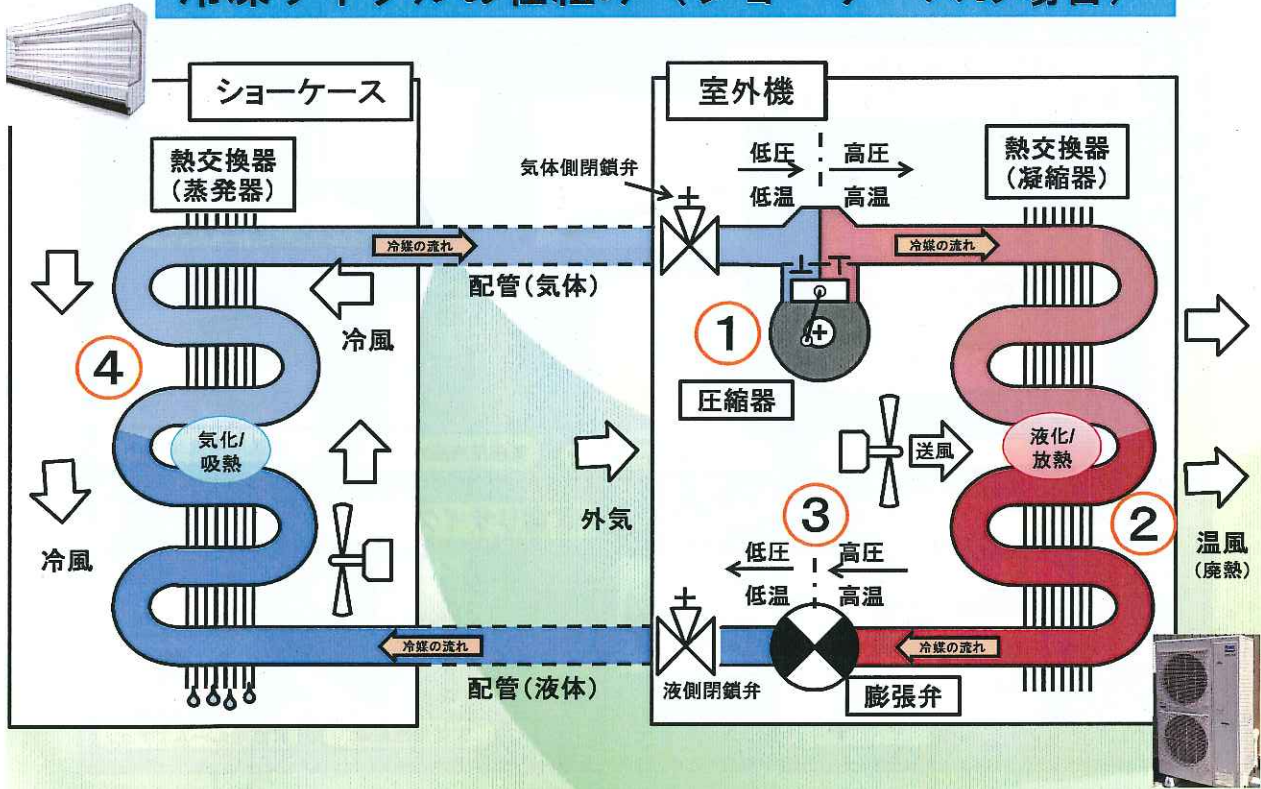 ショーケース
室外機
熱交換器
(蒸発器)
気体側閉鎖弁
低圧
高圧
低温
高温
熱交換器
(凝縮器)
冷媒の流れ
冷媒の流れ
配管(気体)
冷風
①
④
圧縮器
気化/
吸熱
送風
液化/
放熱
外気
③
②
冷風
温風
(廃熱)
低圧
高圧
低温
高温
冷媒の流れ
冷媒の流れ
配管(液体)
液側閉鎖弁
膨張弁